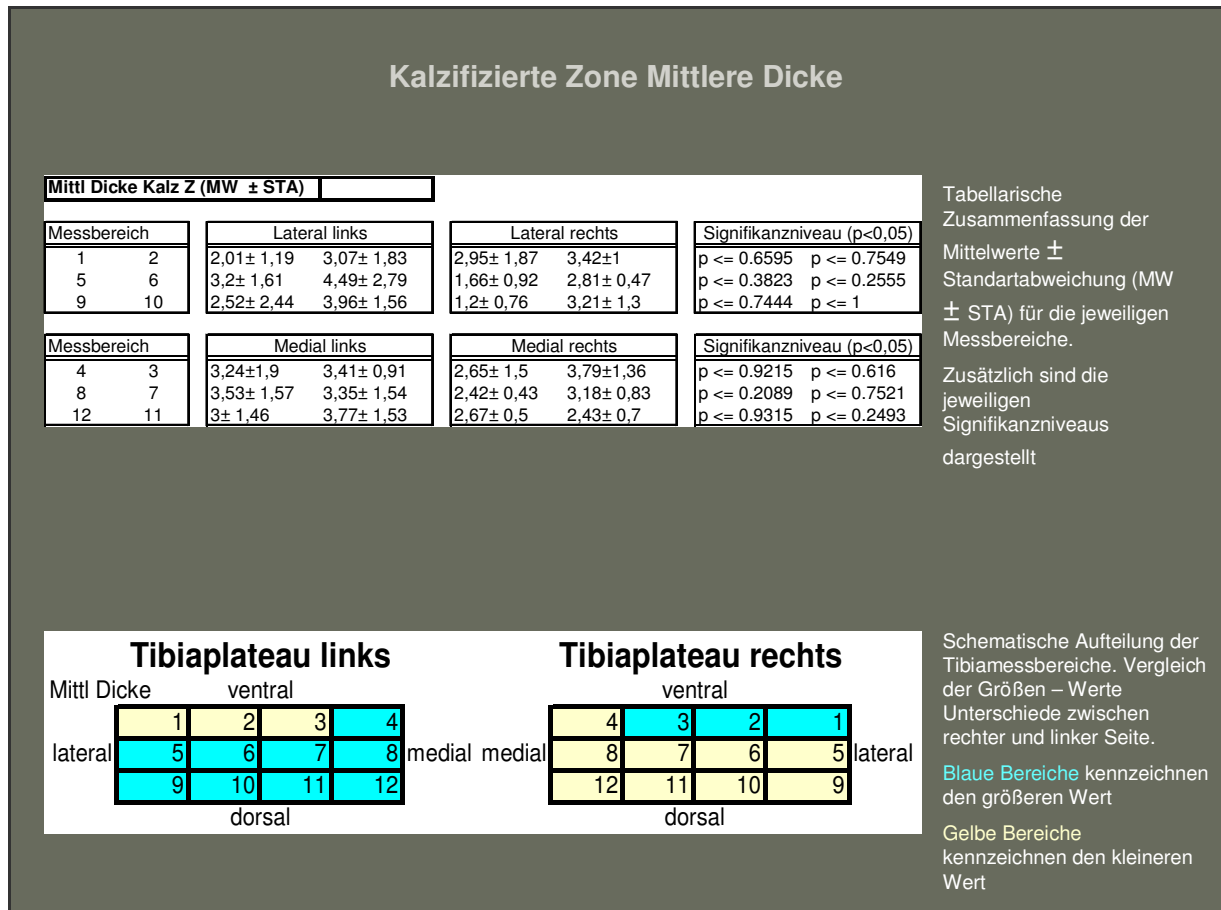 Kalzifizierte Zone Mittlere Dicke
Mittl Dicke Kalz Z (MW ± STA)
Messbereich Lateral links Lateral rechts Signifikanzniveau (p<0,05)
1 2 2,01± 1,19 3,07± 1,83 2,95± 1,87 3,42±1 p <= 0.6595 p <= 0.7549
5 6 3,2± 1,61 4,49± 2,79 1,66± 0,92 2,81± 0,47 p <= 0.3823 p <= 0.2555
9 10 2,52± 2,44 3,96± 1,56 1,2± 0,76 3,21± 1,3 p <= 0.7444 p <= 1
Messbereich Medial links Medial rechts Signifikanzniveau (p<0,05)
4 3 3,24±1,9 3,41± 0,91 2,65± 1,5 3,79±1,36 p <= 0.9215 p <= 0.616
8 7 3,53± 1,57 3,35± 1,54 2,42± 0,43 3,18± 0,83 p <= 0.2089 p <= 0.7521
12 11 3± 1,46 3,77± 1,53 2,67± 0,5 2,43± 0,7 p <= 0.9315 p <= 0.2493
Tabellarische
Zusammenfassung der
Mittelwerte ±
Standartabweichung (MW
± STA) für die jeweiligen
Messbereiche.
Zusätzlich sind die
jeweiligen
Signifikanzniveaus
dargestellt
Tibiaplateau links Tibiaplateau rechts
Mittl Dicke ventral ventral
1 2 3 4 4 3 2 1
lateral 5 6 7 8 medial medial 8 7 6 5 lateral
9 10 11 12 12 11 10 9
dorsal dorsal
Schematische Aufteilung der
Tibiamessbereiche. Vergleich
der Größen – Werte
Unterschiede zwischen
rechter und linker Seite.
Blaue Bereiche kennzeichnen
den größeren Wert
Gelbe Bereiche
kennzeichnen den kleineren
Wert